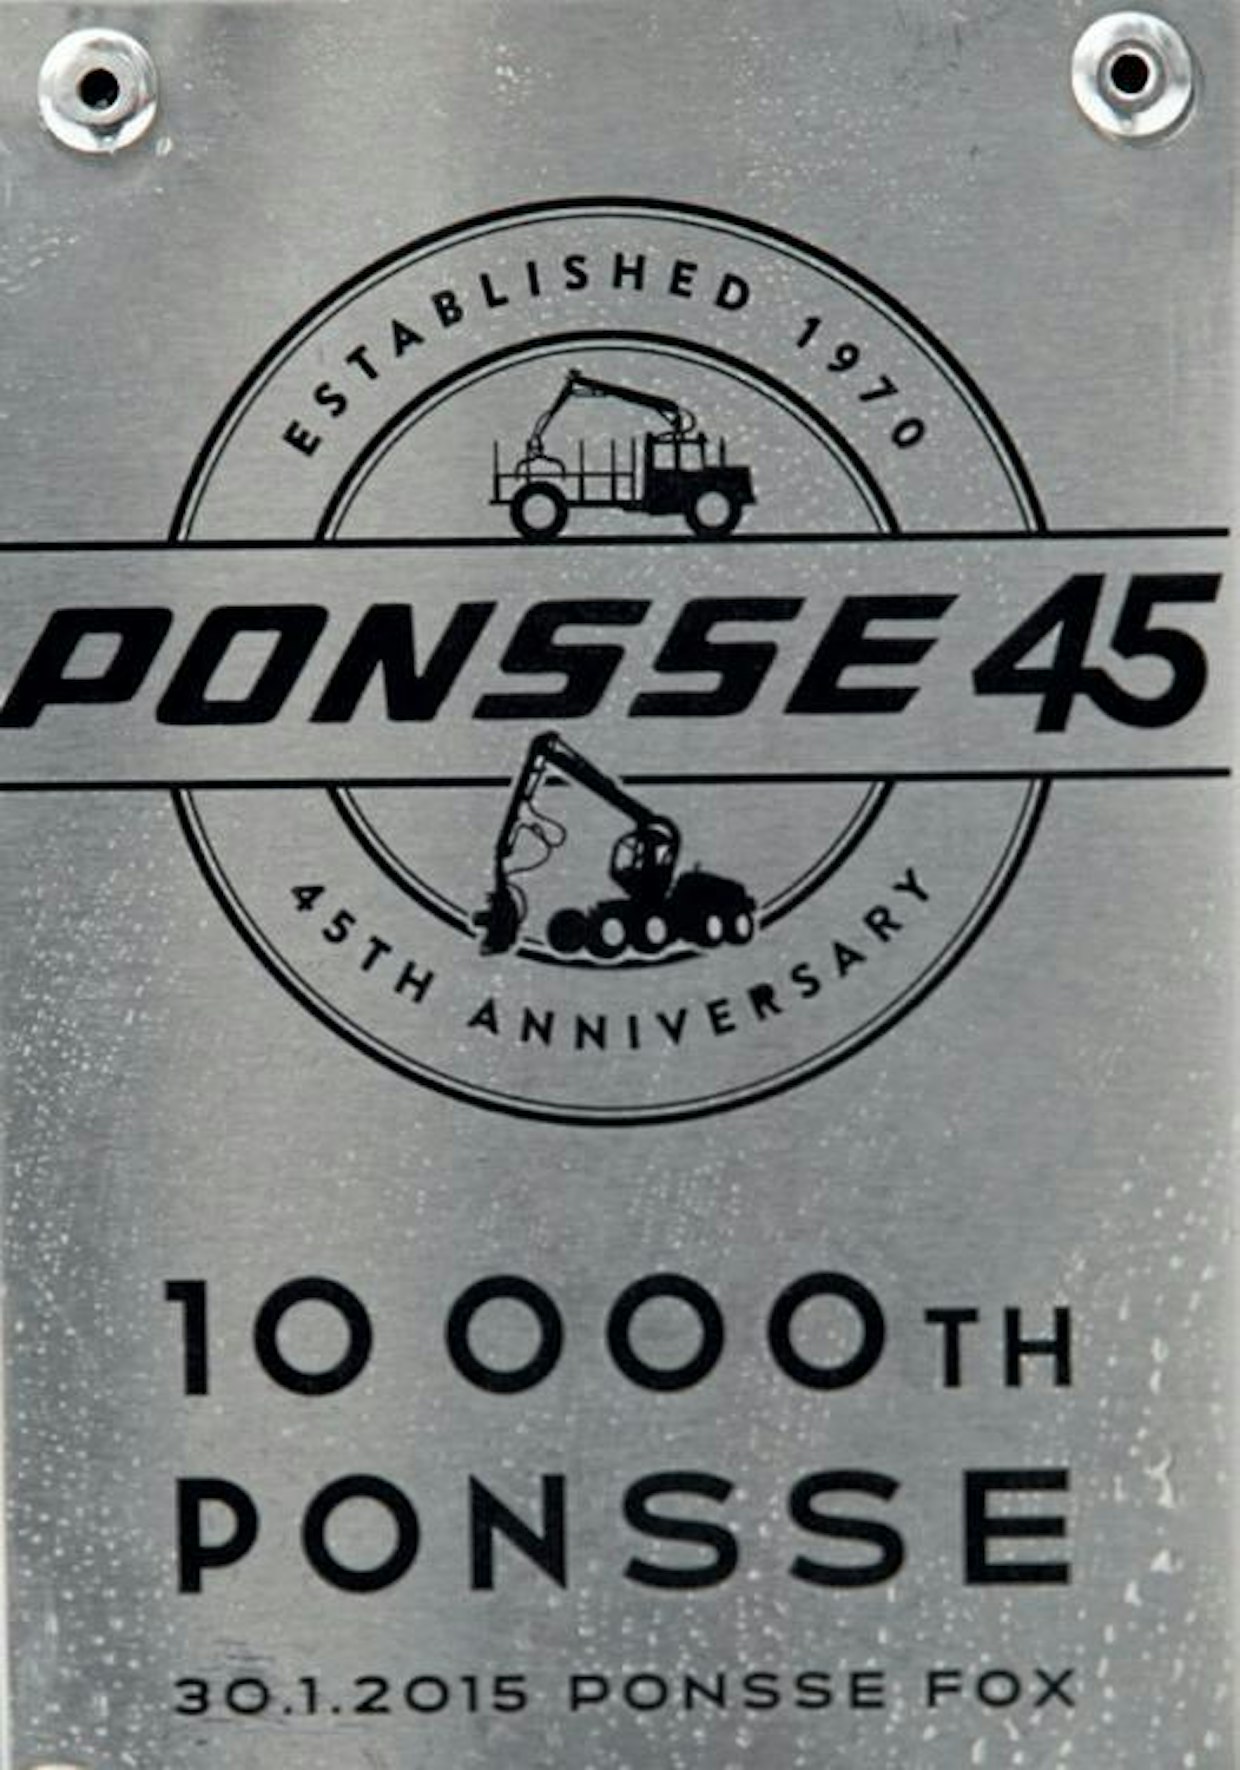 ESTABLISHED 1970
PONSSE 45
45TH ANNIVERSARY
10 000TH
PONSSE
30.1.2015 PONSSE FOX